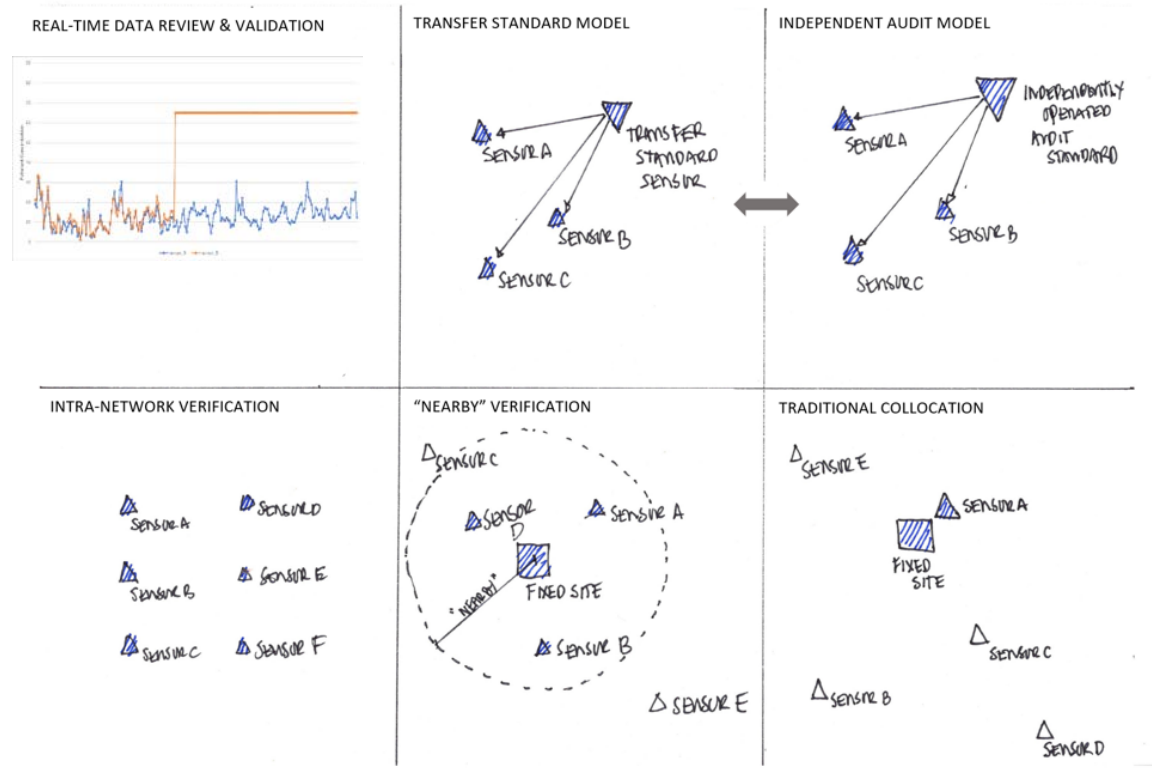 REAL-TIME DATA REVIEW & VALIDATION
TRANSFER STANDARD MODEL
SENSOR A
TRANSFER
STANDARD
SENSOR
SENSOR B
SENSOR C
INDEPENDENT AUDIT MODEL
SENSOR A
INDEPENDENTLY
OPERATED
AUDIT
STANDARD
SENSOR B
SENSOR C
INTRA-NETWORK VERIFICATION
SENSOR A
SENSOR D
SENSOR B
SENSOR E
SENSOR C
SENSOR F
“NEARBY” VERIFICATION
SENSOR C
SENSOR
D
SENSOR A
FIXED SITE
"NEARBY"
SENSOR B
SENSOR E
TRADITIONAL COLLOCATION
SENSOR E
SENSOR A
FIXED
SITE
SENSOR C
SENSOR B
SENSOR D